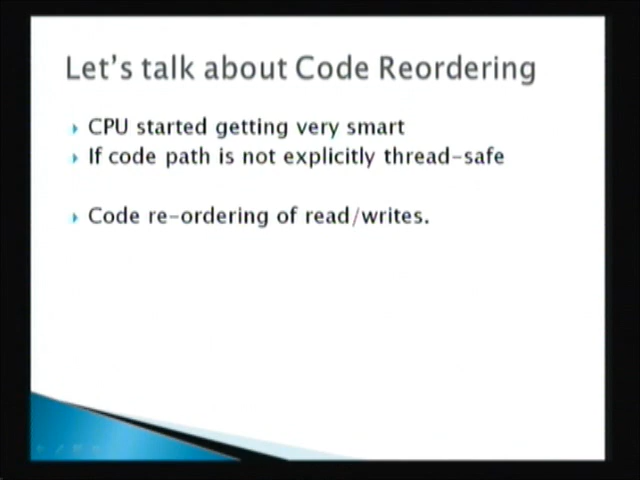 Let's talk about Code Reordering
CPU started getting very smart
If code path is not explicitly thread-safe
Code re-ordering of read/writes.